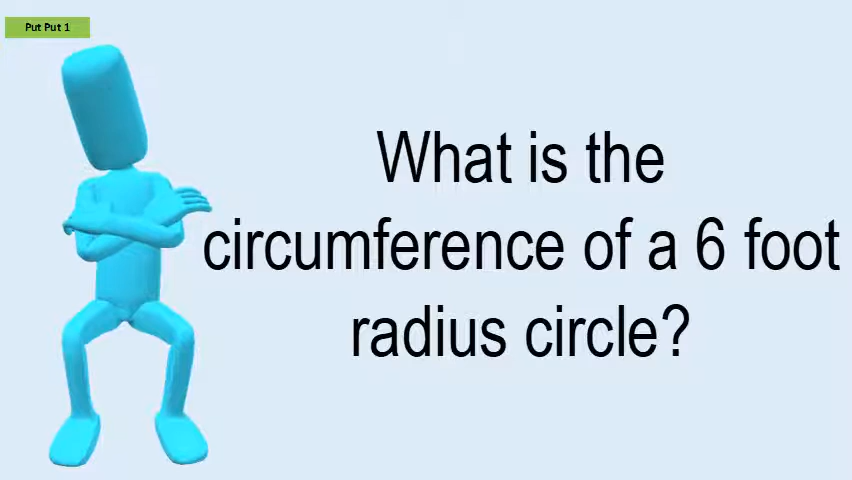 Put Put 1
What is the
circumference of a 6 foot
radius circle?